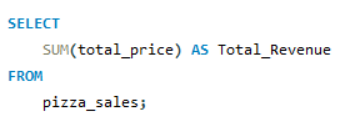 SELECT
    SUM(total_price) AS Total_Revenue
FROM
    pizza_sales;